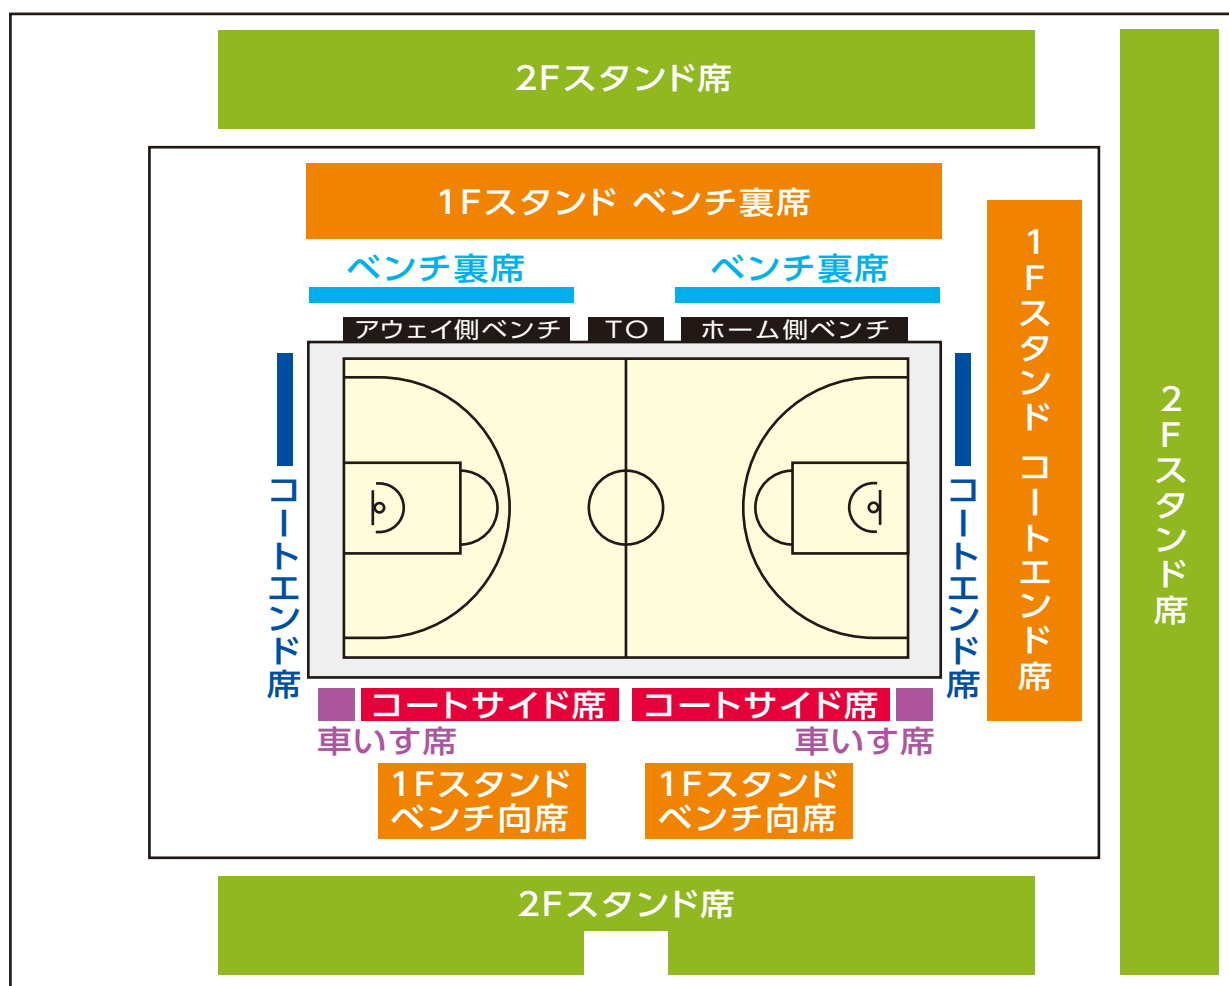 2Fスタンド席
1Fスタンド ベンチ裏席
ベンチ裏席
ベンチ裏席
アウェイ側ベンチ
TO
ホーム側ベンチ
コートエンド席
コートエンド席
1Fスタンド コートエンド席
2Fスタンド席
コートサイド席
コートサイド席
車いす席
車いす席
1Fスタンド
ベンチ向席
1Fスタンド
ベンチ向席
2Fスタンド席